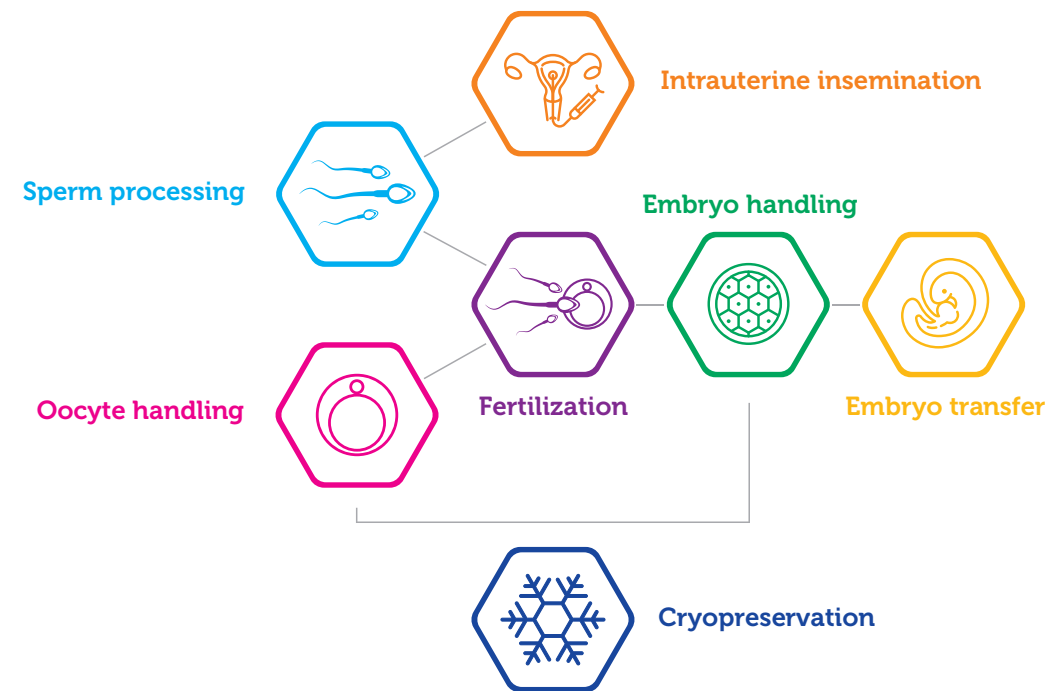 Intrauterine insemination
Sperm processing
Embryo handling
Oocyte handling
Fertilization
Embryo transfer
Cryopreservation